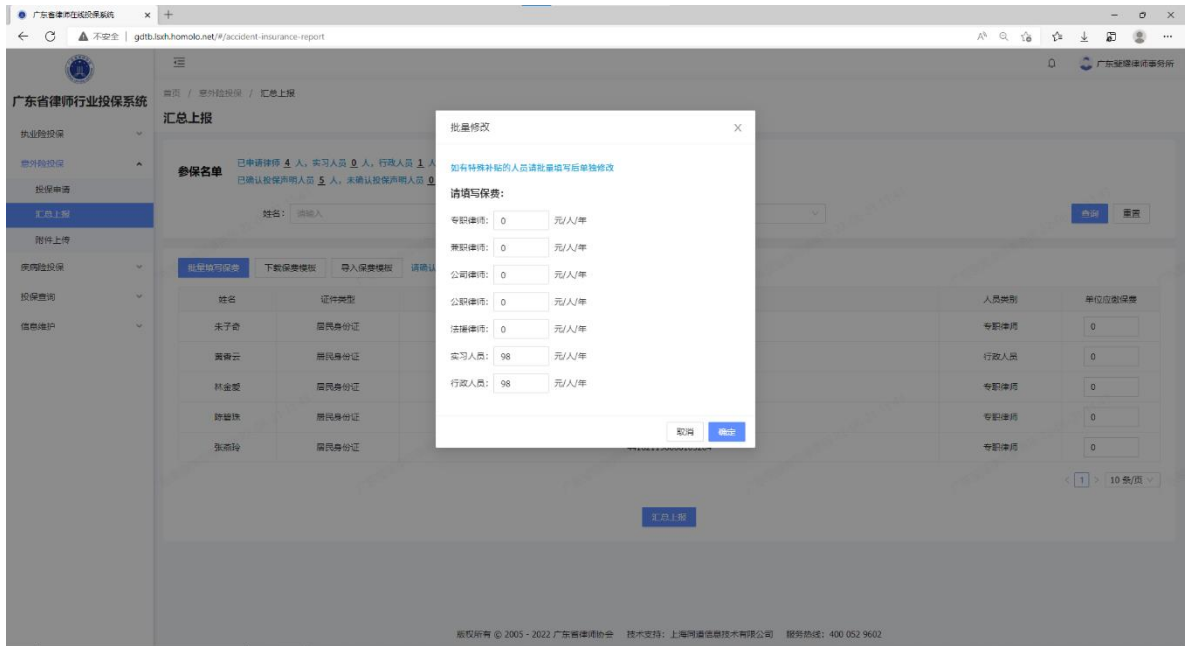 广东省律师在线投保系统
不安全 | gdtb.lsxh.homolo.net/#/accident-insurance-report
广东省律师行业投保系统
首页 / 意外险投保 / 汇总上报
汇总上报
执业险投保
意外险投保
投保申请
汇总上报
附件上传
疾病险投保
投保查询
信息维护
参保名单
已申请律师 4 人，实习人员 0 人，行政人员 1 人
已确认投保声明人员 5 人，未确认投保声明人员 0
姓名： 请输入
查询 重置
批量填写保费 下载保费模板 导入保费模板 请确认
姓名 证件类型 人员类别 单位应缴保费
朱子奇 居民身份证 专职律师 0
黄香云 居民身份证 行政人员 0
林金爱 居民身份证 专职律师 0
陈碧珠 居民身份证 专职律师 0
张燕玲 居民身份证 专职律师 0
1 10 条/页
汇总上报
批量修改
如有特殊补贴的人员请批量填写后单独修改
请填写保费：
专职律师： 0 元/人/年
兼职律师： 0 元/人/年
公司律师： 0 元/人/年
公职律师： 0 元/人/年
法援律师： 0 元/人/年
实习人员： 98 元/人/年
行政人员： 98 元/人/年
取消 确定
版权所有 © 2005 - 2022 广东省律师协会 技术支持：上海同道信息技术有限公司 服务热线：400 052 9602